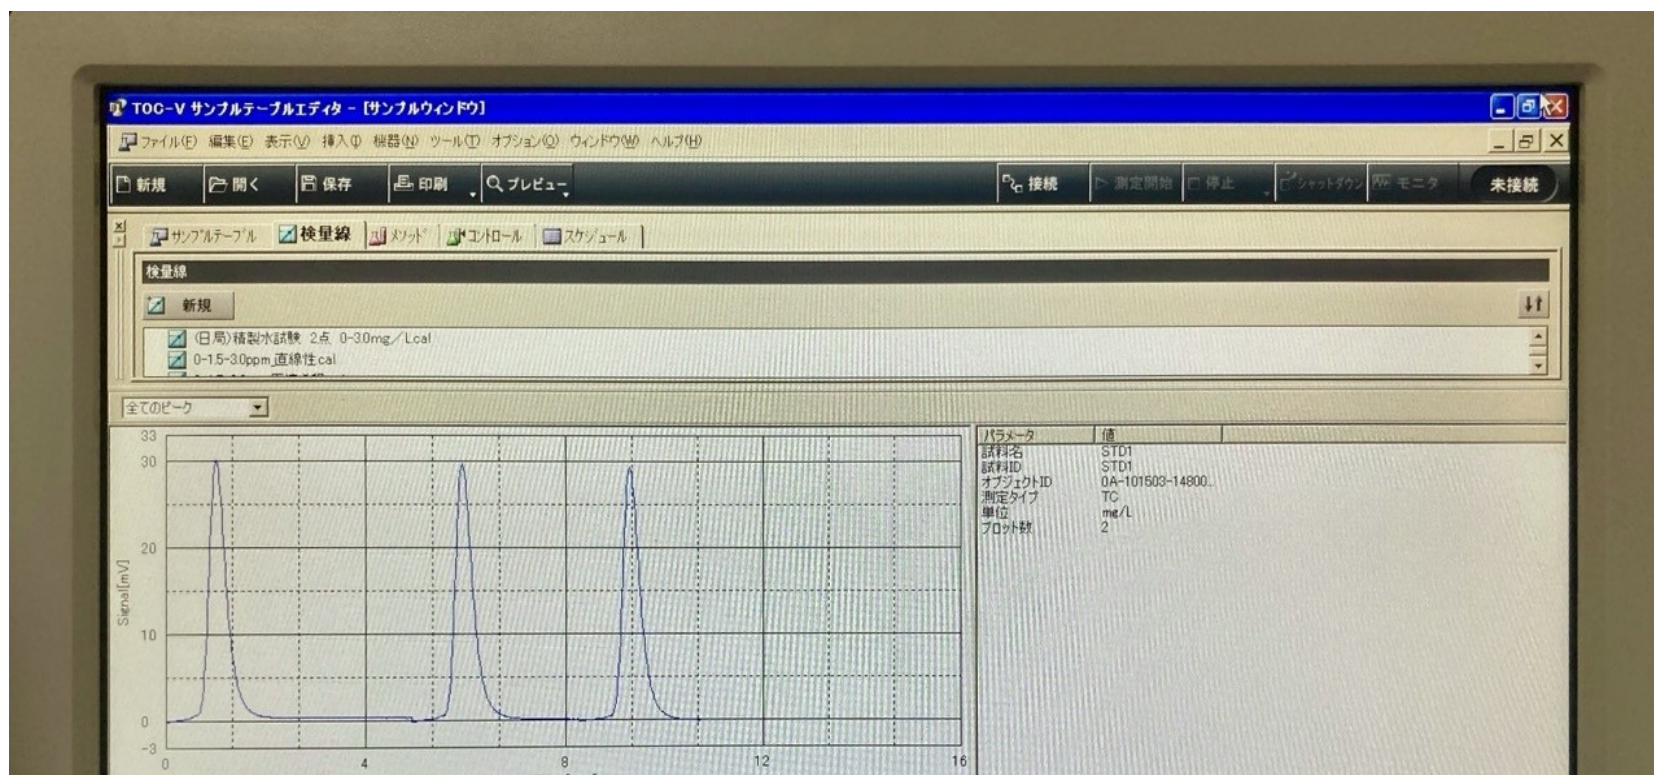 TOC-V サンプルテーブルエディタ - [サンプルウィンドウ]
ファイル(F) 編集(E) 表示(V) 挿入(I) 機器(N) ツール(T) オプション(O) ウィンドウ(W) ヘルプ(H)
新規 開く 保存 印刷 プレビュー 接続 測定開始 停止 シャットダウン モニタ 未接続
サンプルテーブル 検量線 メソッド コントロール スケジュール
検量線
新規
(日局)精製水試験 2点 0-3.0mg/L.cal
0-1.5-3.0ppm_直線性.cal
全てのピーク
パラメータ 値
試料名 STD1
試料ID STD1
オブジェクトID 0A-101503-14800...
測定タイプ TC
単位 mg/L
プロット数 2
33
30
20
10
0
-3
Signal[mV]
0 4 8 12 16